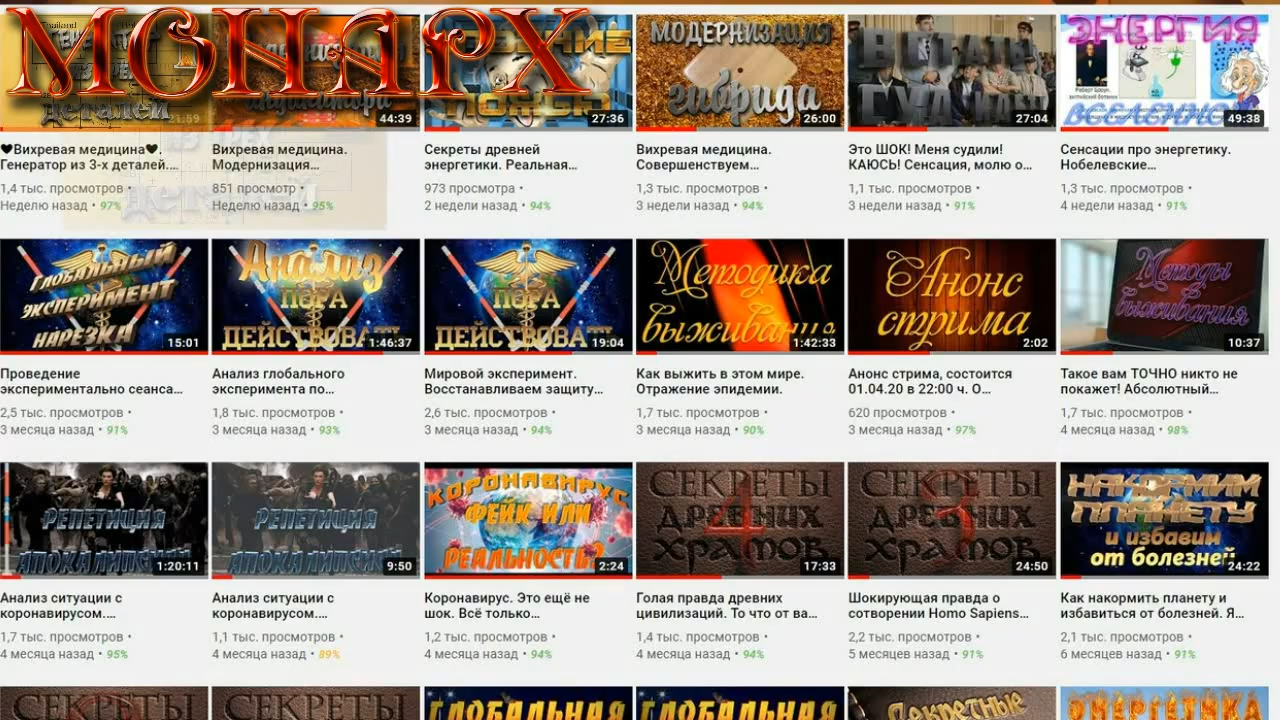 МОНАРХ
деталей
21:59
44:39
27:36
МОДЕРНИЗАЦИЯ
гибрида
26:00
27:04
ЭНЕРГИЯ
Роберт Броун,
английский ботаник
ВСЕЛЕННОЙ
49:38
❤Вихревая медицина❤.
Генератор из 3-х деталей....
1,4 тыс. просмотров •
Неделю назад • 97%
Вихревая медицина.
Модернизация...
851 просмотр •
Неделю назад • 95%
Секреты древней
энергетики. Реальная...
973 просмотра •
2 недели назад • 94%
Вихревая медицина.
Совершенствуем...
1,3 тыс. просмотров •
3 недели назад • 94%
Это ШОК! Меня судили!
КАЮСЬ! Сенсация, молю о...
1,1 тыс. просмотров •
3 недели назад • 91%
Сенсации про энергетику.
Нобелевские...
1,3 тыс. просмотров •
4 недели назад • 91%
ГЛОБАЛЬНЫЙ
ЭКСПЕРИМЕНТ
НАРЕЗКИ
15:01
Анализ
ПОРА
ДЕЙСТВОВАТЬ
1:46:37
ПОРА
ДЕЙСТВОВАТЬ
19:04
Методика
выживания
1:42:33
Анонс
стрима
2:02
Методы
выживания
10:37
Проведение
экспериментально сеанса...
2,5 тыс. просмотров •
3 месяца назад • 91%
Анализ глобального
эксперимента по...
1,8 тыс. просмотров •
3 месяца назад • 93%
Мировой эксперимент.
Восстанавливаем защиту...
2,6 тыс. просмотров •
3 месяца назад • 94%
Как выжить в этом мире.
Отражение эпидемии.
1,7 тыс. просмотров •
3 месяца назад • 90%
Анонс стрима, состоится
01.04.20 в 22:00 ч. О...
620 просмотров •
3 месяца назад • 97%
Такое вам ТОЧНО никто не
покажет! Абсолютный...
1,7 тыс. просмотров •
4 месяца назад • 98%
РЕПЕТИЦИЯ
АПОКАЛИПСИСА
1:20:11
РЕПЕТИЦИЯ
АПОКАЛИПСИСА
9:50
КОРОНАВИРУС
ФЕЙК ИЛИ
РЕАЛЬНОСТЬ?
2:24
СЕКРЕТЫ
4
ДРЕВНИХ
ХРАМОВ
17:33
СЕКРЕТЫ
3
ДРЕВНИХ
ХРАМОВ
24:50
НАКОРМИМ
ПЛАНЕТУ
и избавим
от болезней
24:22
Анализ ситуации с
коронавирусом....
1,7 тыс. просмотров •
4 месяца назад • 95%
Анализ ситуации с
коронавирусом....
1,1 тыс. просмотров •
4 месяца назад • 89%
Коронавирус. Это ещё не
шок. Всё только...
1,2 тыс. просмотров •
4 месяца назад • 94%
Голая правда древних
цивилизаций. То что от ва...
1,4 тыс. просмотров •
4 месяца назад • 94%
Шокирующая правда о
сотворении Homo Sapiens...
2,2 тыс. просмотров •
5 месяцев назад • 91%
Как накормить планету и
избавиться от болезней. Я...
2,1 тыс. просмотров •
6 месяцев назад • 91%
СЕКРЕТЫ
СЕКРЕТЫ
ГЛОБАЛЬНАЯ
ГЛОБАЛЬНАЯ
Секретные
ЭНЕРГЕТИКА